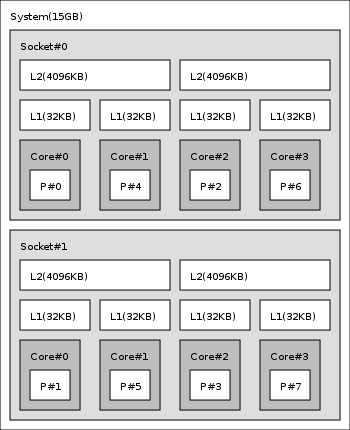 System(15GB)
Socket#0
L2(4096KB) L2(4096KB)
L1(32KB) L1(32KB) L1(32KB) L1(32KB)
Core#0 Core#1 Core#2 Core#3
P#0 P#4 P#2 P#6
Socket#1
L2(4096KB) L2(4096KB)
L1(32KB) L1(32KB) L1(32KB) L1(32KB)
Core#0 Core#1 Core#2 Core#3
P#1 P#5 P#3 P#7